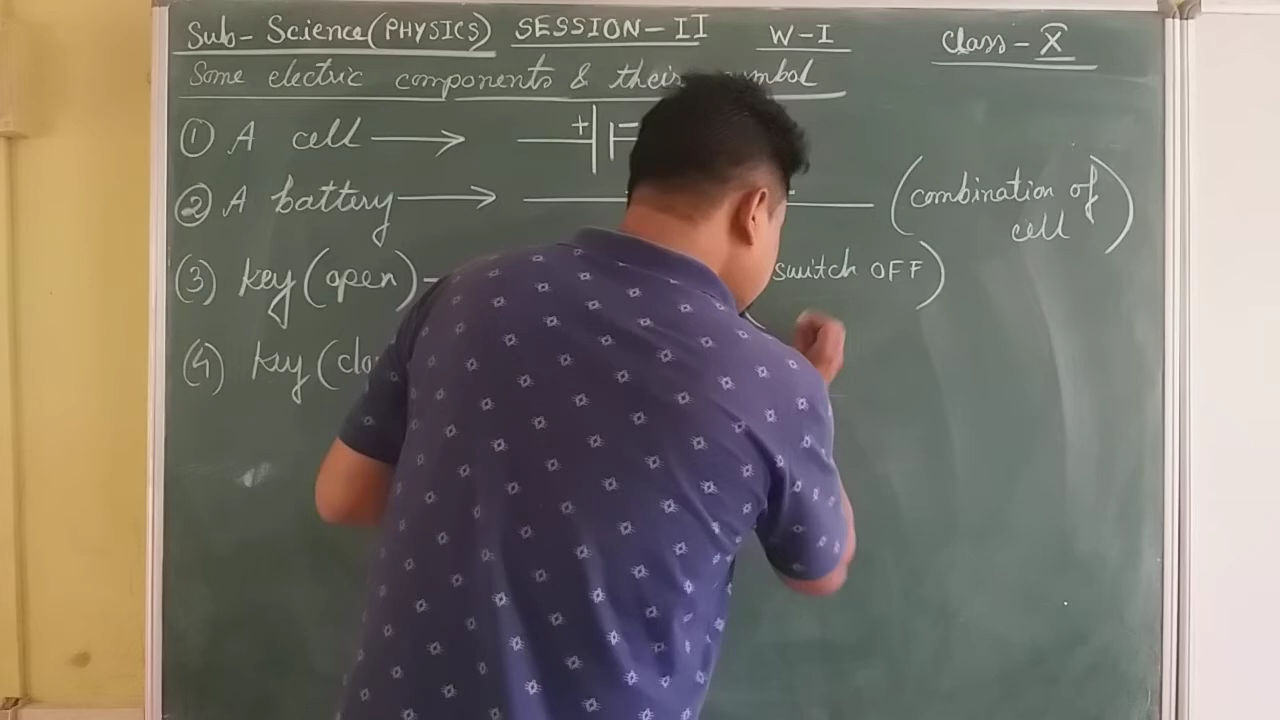 Sub- Science(PHYSICS) SESSION-II W-I Class-X
Some electric components & their
① A cell → + -
② A battery → (combination of cell)
(3) key(open) switch OFF)
(4) key(